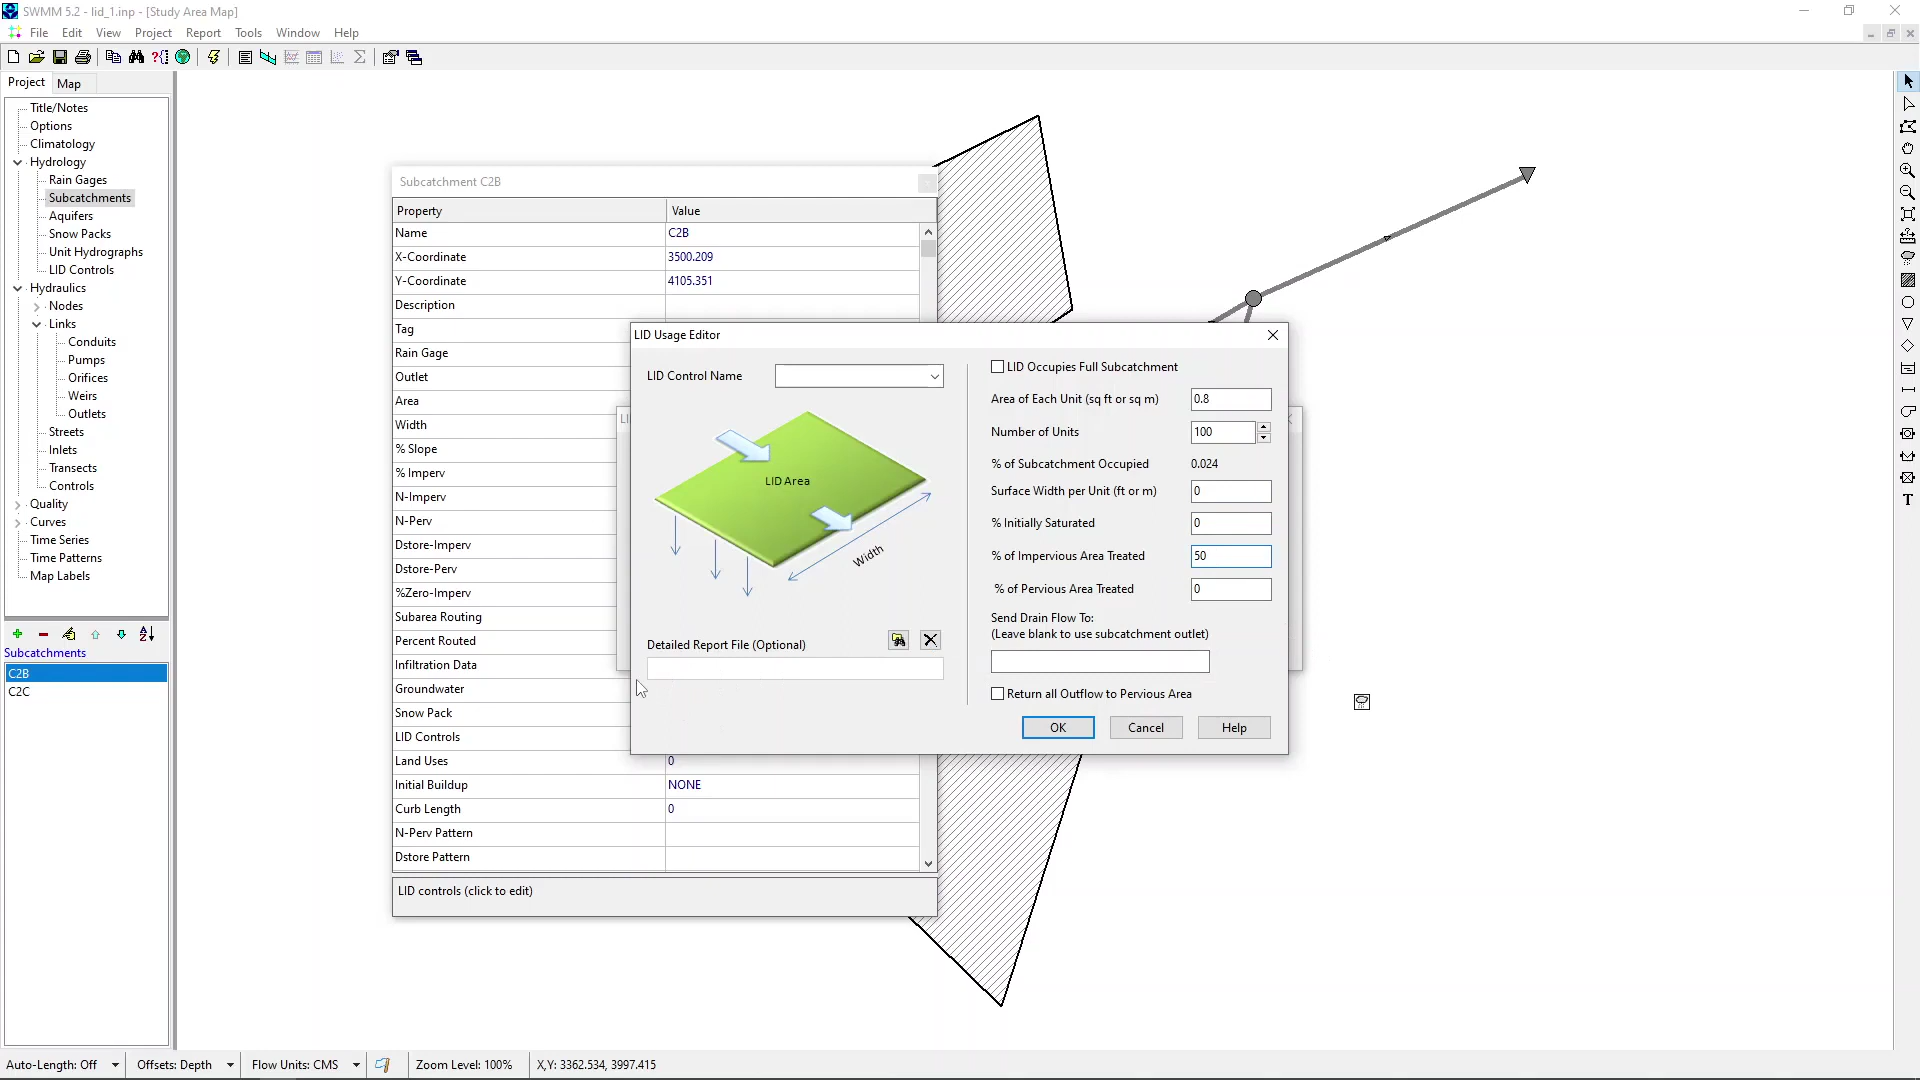 SWMM 5.2 - lid_1.inp - [Study Area Map]
File Edit View Project Report Tools Window Help
Project Map
Title/Notes
Options
Climatology
Hydrology
Rain Gages
Subcatchments
Aquifers
Snow Packs
Unit Hydrographs
LID Controls
Hydraulics
Nodes
Links
Conduits
Pumps
Orifices
Weirs
Outlets
Streets
Inlets
Transects
Controls
Quality
Curves
Time Series
Time Patterns
Map Labels
Subcatchments
C2B
C2C
Subcatchment C2B
Property Value
Name C2B
X-Coordinate 3500.209
Y-Coordinate 4105.351
Description
Tag
Rain Gage
Outlet
Area
Width
% Slope
% Imperv
N-Imperv
N-Perv
Dstore-Imperv
Dstore-Perv
%Zero-Imperv
Subarea Routing
Percent Routed
Infiltration Data
Groundwater
Snow Pack
LID Controls
Land Uses 0
Initial Buildup NONE
Curb Length 0
N-Perv Pattern
Dstore Pattern
LID controls (click to edit)
LID Usage Editor
LID Control Name
LID Area
Width
Detailed Report File (Optional)
LID Occupies Full Subcatchment
Area of Each Unit (sq ft or sq m) 0.8
Number of Units 100
% of Subcatchment Occupied 0.024
Surface Width per Unit (ft or m) 0
% Initially Saturated 0
% of Impervious Area Treated 50
% of Pervious Area Treated 0
Send Drain Flow To:
(Leave blank to use subcatchment outlet)
Return all Outflow to Pervious Area
OK Cancel Help
T
Auto-Length: Off Offsets: Depth Flow Units: CMS Zoom Level: 100% X,Y: 3362.534, 3997.415